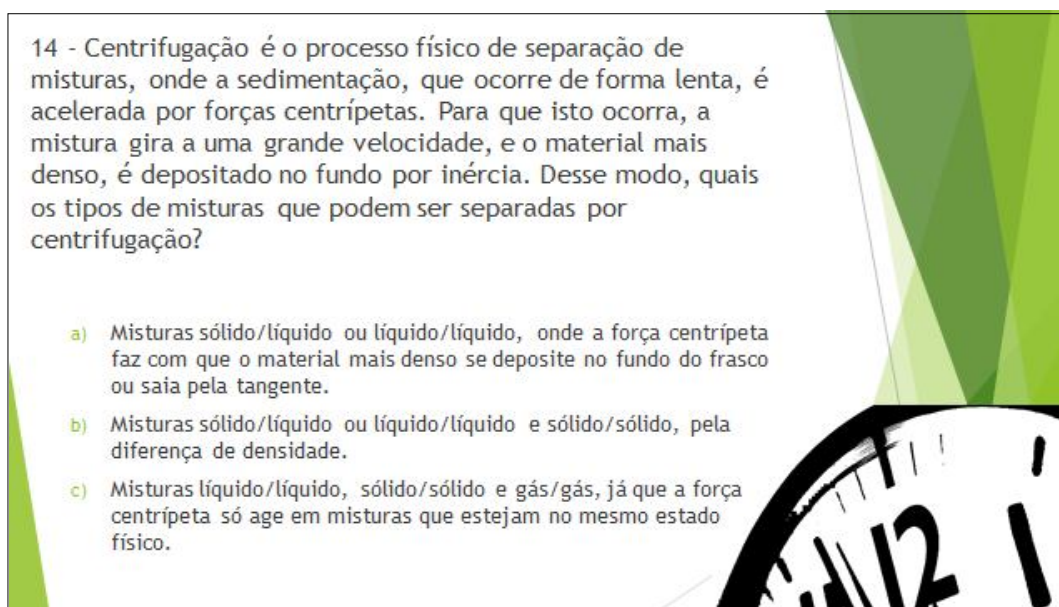 14 - Centrifugação é o processo físico de separação de
misturas, onde a sedimentação, que ocorre de forma lenta, é
acelerada por forças centrípetas. Para que isto ocorra, a
mistura gira a uma grande velocidade, e o material mais
denso, é depositado no fundo por inércia. Desse modo, quais
os tipos de misturas que podem ser separadas por
centrifugação?
a) Misturas sólido/líquido ou líquido/líquido, onde a força centrípeta
faz com que o material mais denso se deposite no fundo do frasco
ou saia pela tangente.
b) Misturas sólido/líquido ou líquido/líquido e sólido/sólido, pela
diferença de densidade.
c) Misturas líquido/líquido, sólido/sólido e gás/gás, já que a força
centrípeta só age em misturas que estejam no mesmo estado
físico.
12